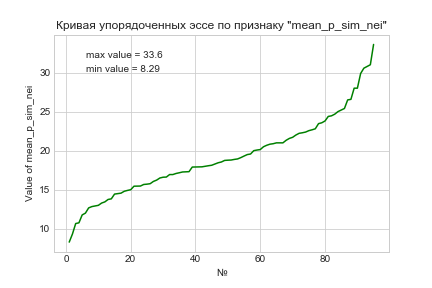 Кривая упорядоченных эссе по признаку "mean_p_sim_nei"
max value = 33.6
min value = 8.29
Value of mean_p_sim_nei
30
25
20
15
10
0
20
40
60
80
№